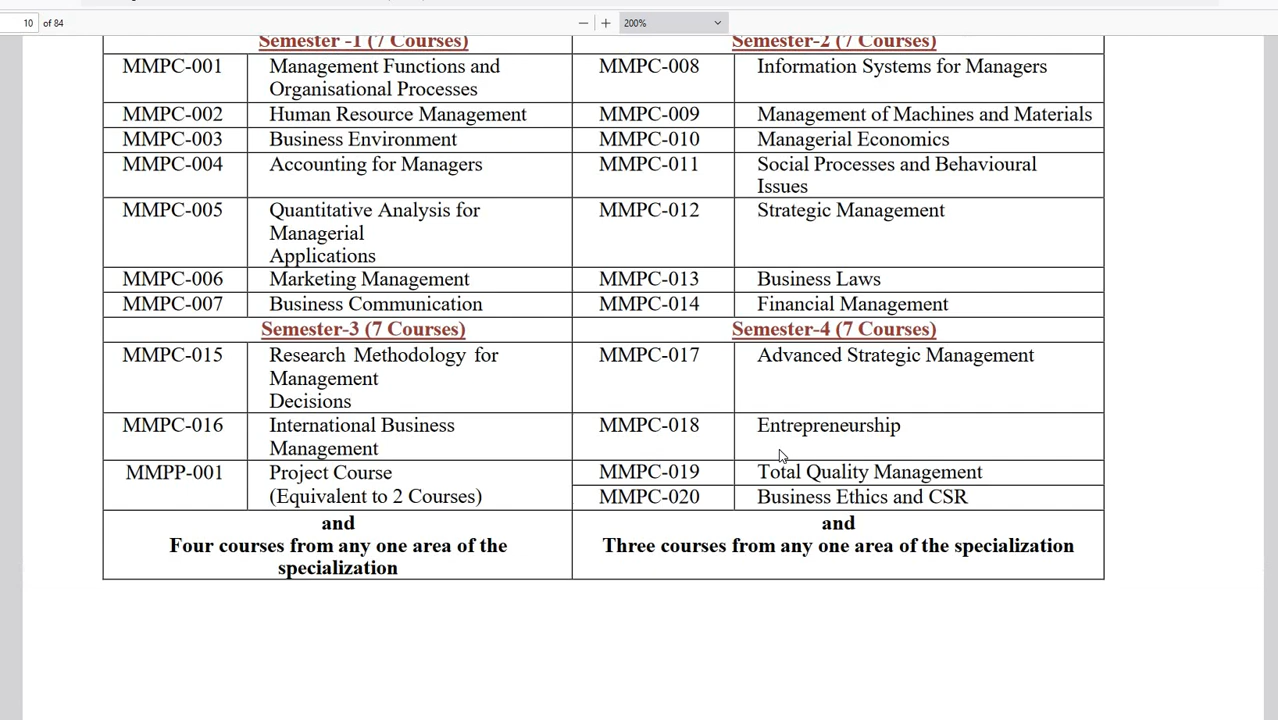 10 of 84
200%
Semester -1 (7 Courses) Semester-2 (7 Courses)
MMPC-001 Management Functions and Organisational Processes MMPC-008 Information Systems for Managers
MMPC-002 Human Resource Management MMPC-009 Management of Machines and Materials
MMPC-003 Business Environment MMPC-010 Managerial Economics
MMPC-004 Accounting for Managers MMPC-011 Social Processes and Behavioural Issues
MMPC-005 Quantitative Analysis for Managerial Applications MMPC-012 Strategic Management
MMPC-006 Marketing Management MMPC-013 Business Laws
MMPC-007 Business Communication MMPC-014 Financial Management
Semester-3 (7 Courses) Semester-4 (7 Courses)
MMPC-015 Research Methodology for Management Decisions MMPC-017 Advanced Strategic Management
MMPC-016 International Business Management MMPC-018 Entrepreneurship
MMPP-001 Project Course MMPC-019 Total Quality Management
(Equivalent to 2 Courses) MMPC-020 Business Ethics and CSR
and
Four courses from any one area of the
specialization
and
Three courses from any one area of the specialization